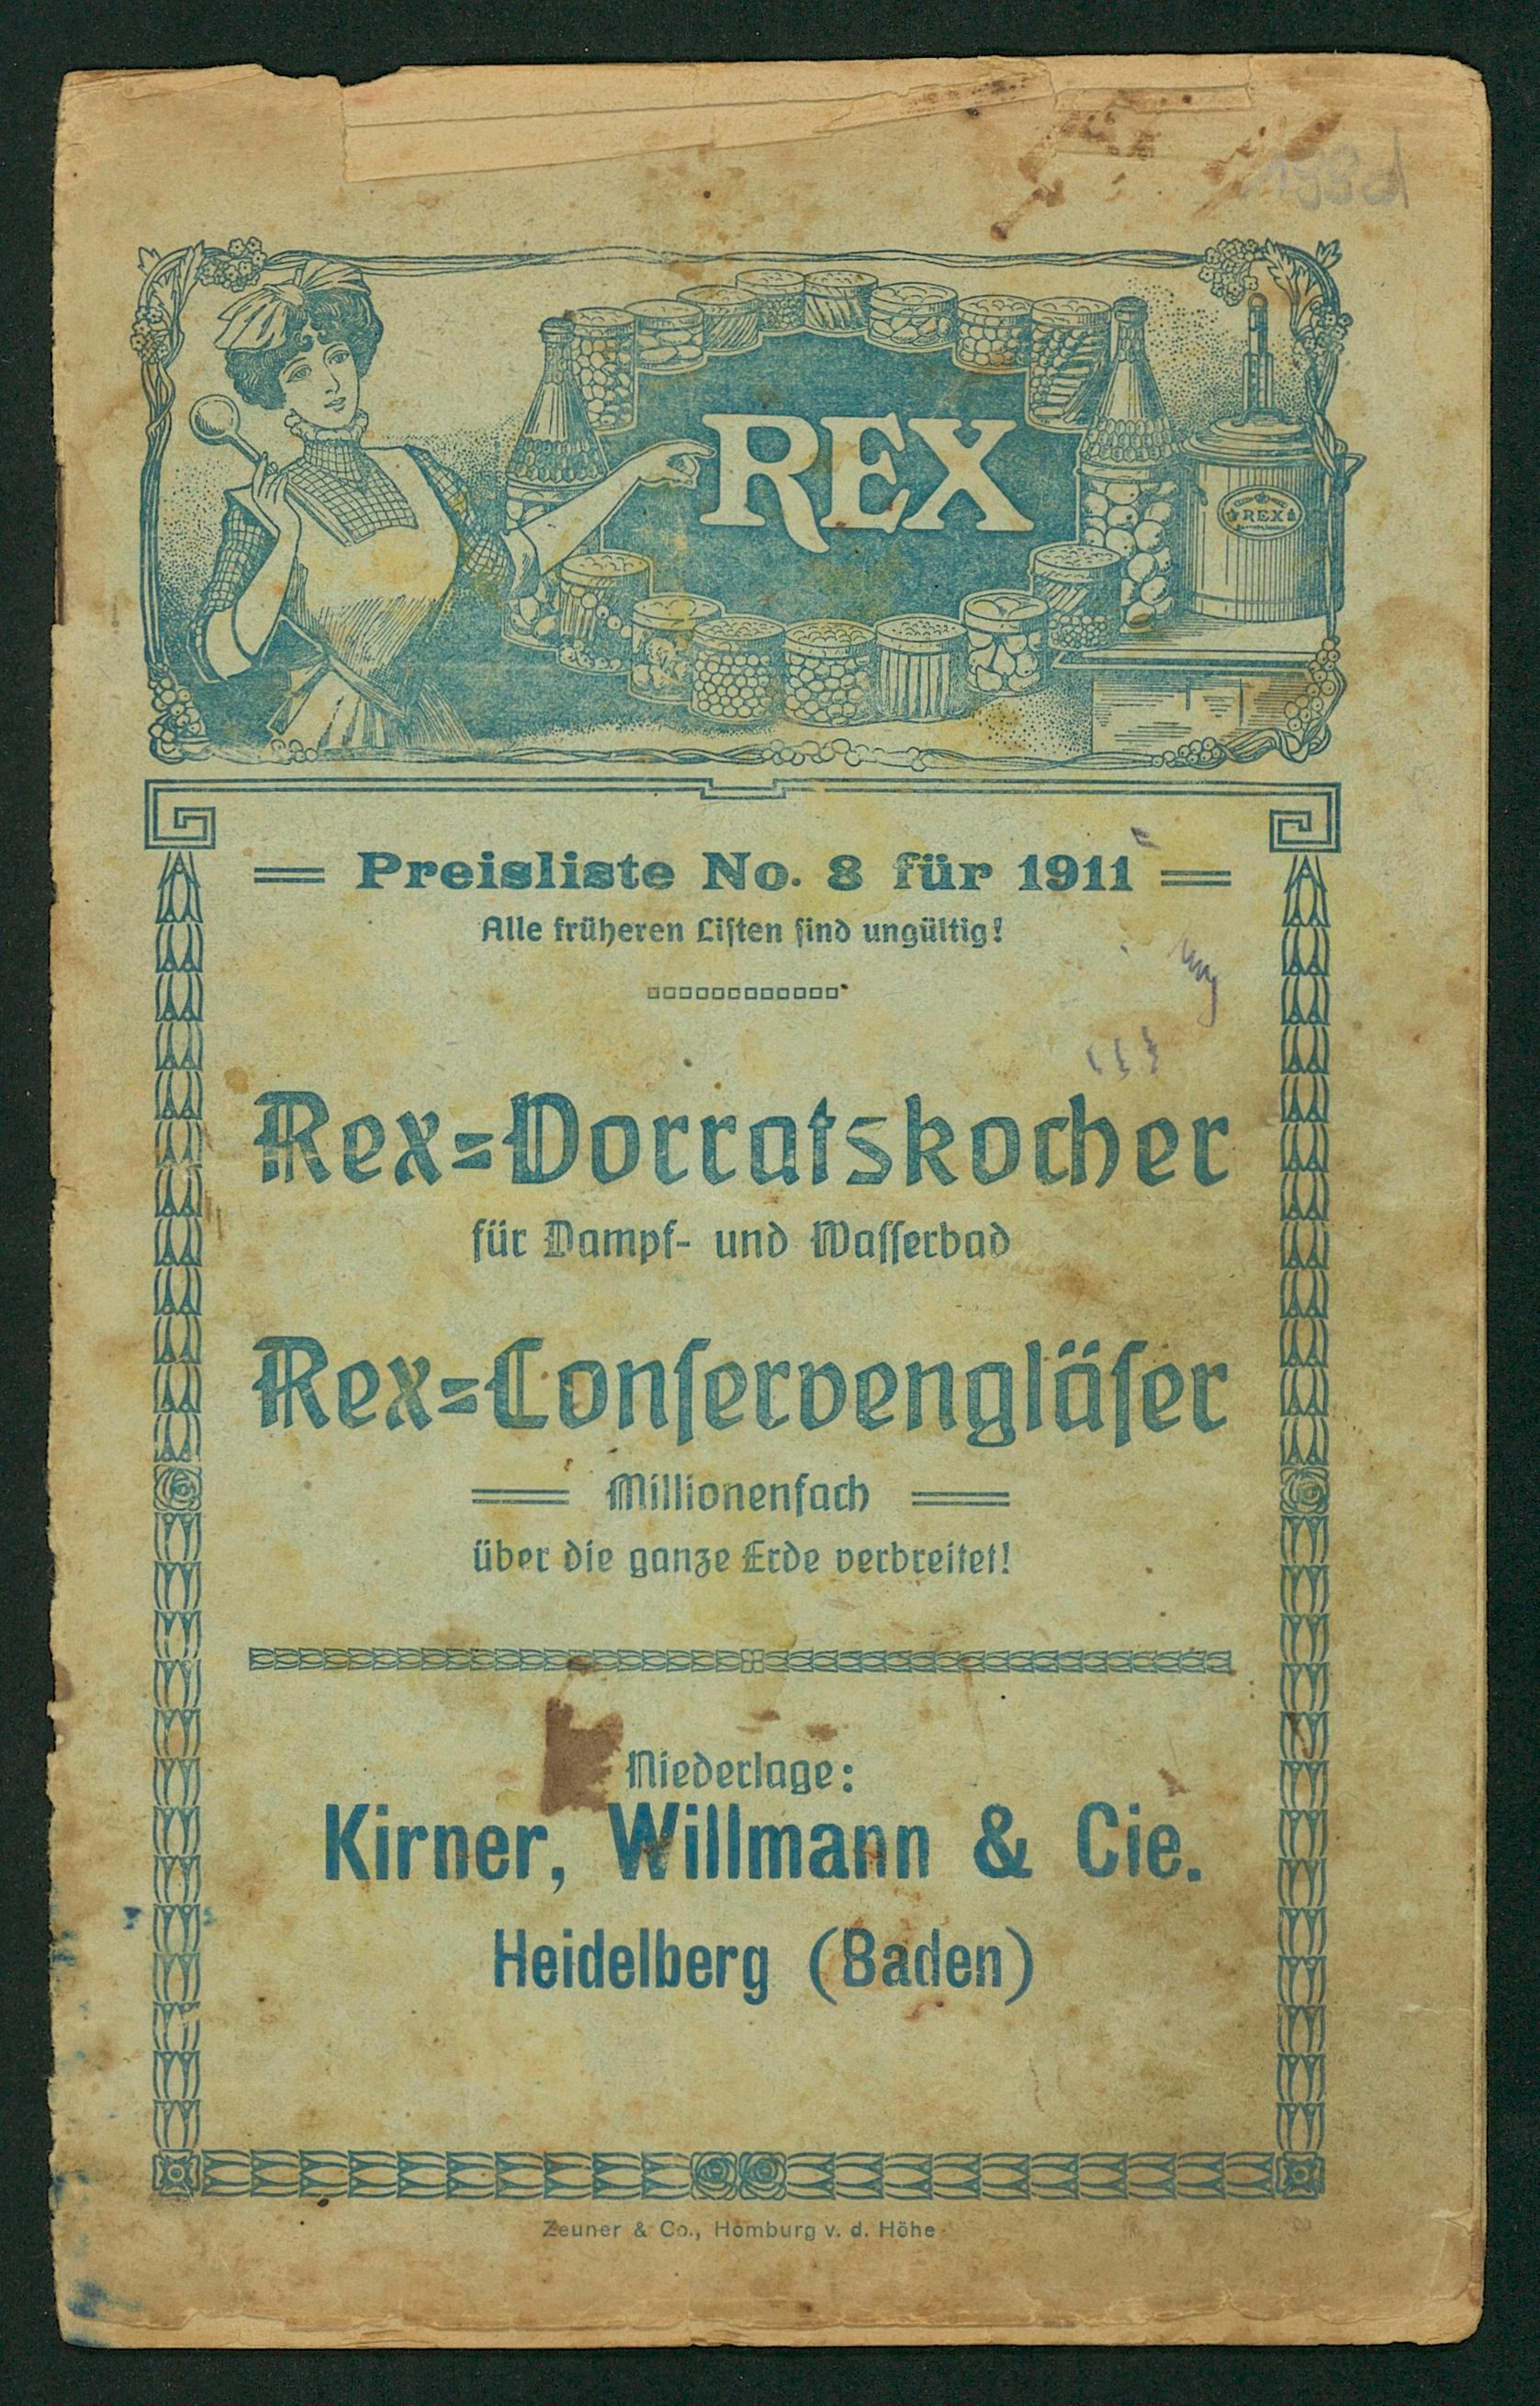 198d
REX
REX
Preisliste No. 8 für 1911
Alle früheren Liſten ſind ungültig!
Rex=Vorratskocher
für Dampf- und Waſſerbad
Rex=Conſervengläſer
Millionenfach
über die ganze Erde verbreitet!
Niederlage:
Kirner, Willmann & Cie.
Heidelberg (Baden)
Zeuner & Co., Homburg v. d. Höhe